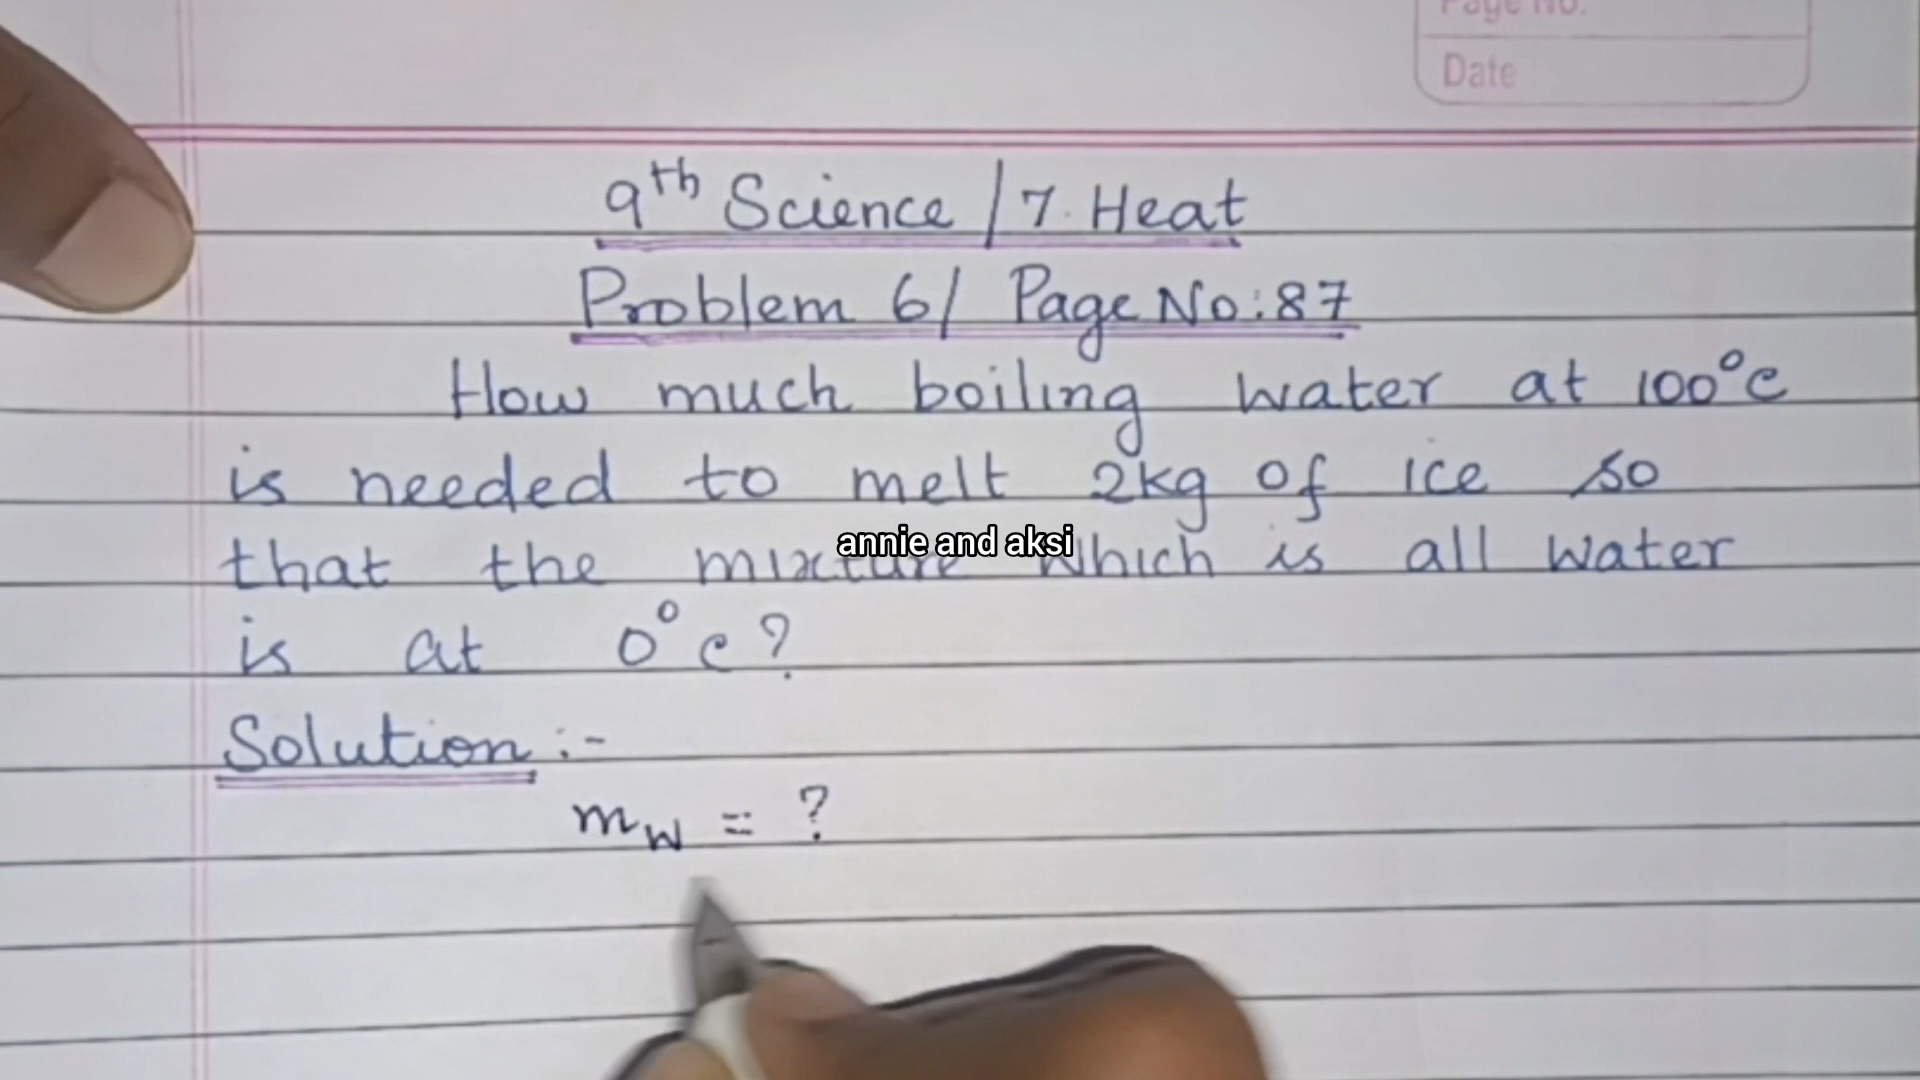 Page No.
Date
9th Science / 7. Heat
Problem 6 / Page No: 87
How much boiling water at 100°c
is needed to melt 2kg of ice so
that the mixture which is all water
annie and aksi
is at 0°c?
Solution :-
mw = ?